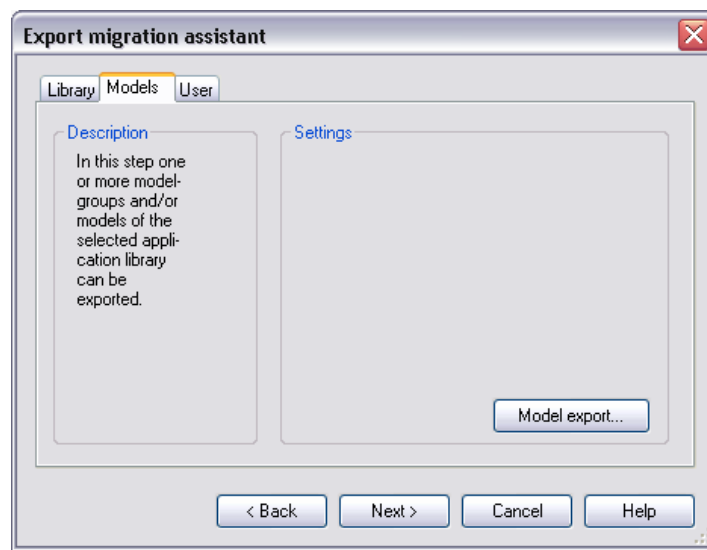 Export migration assistant
Library Models User
Description
In this step one
or more model-
groups and/or
models of the
selected appli-
cation library
can be
exported.
Settings
Model export...
< Back Next > Cancel Help